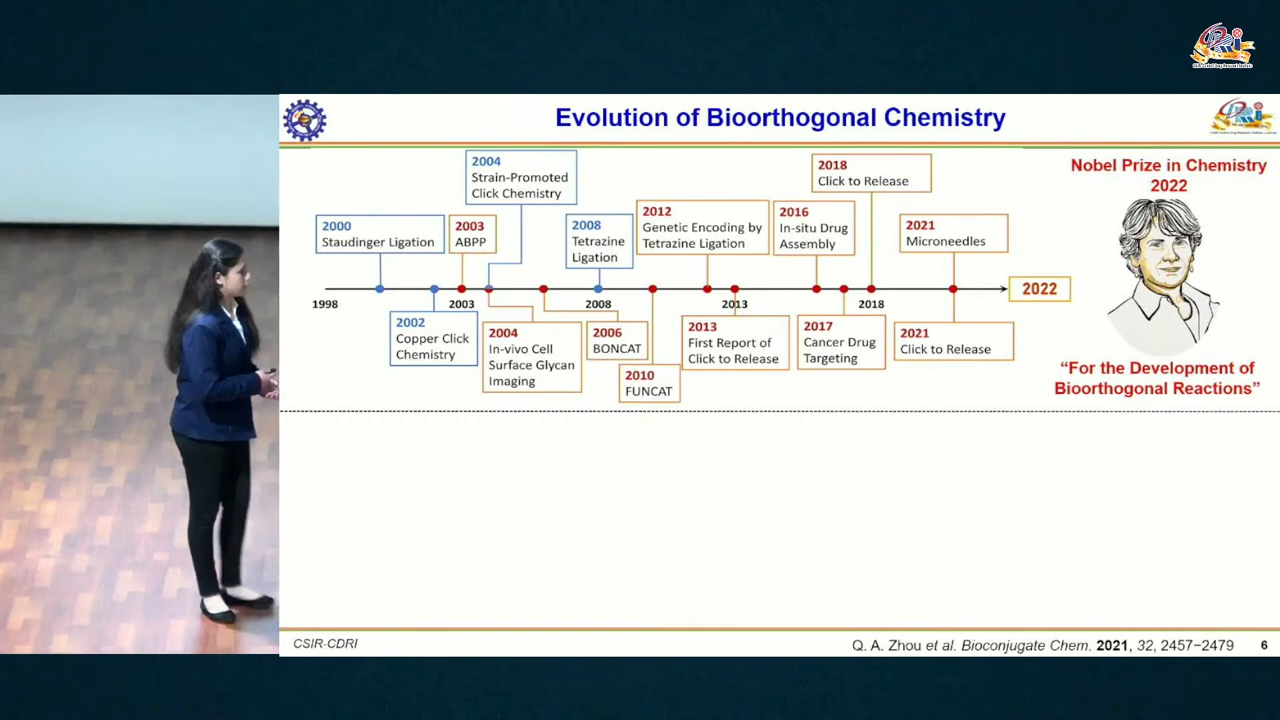 Evolution of Bioorthogonal Chemistry
Nobel Prize in Chemistry
2022
2004
Strain-Promoted
Click Chemistry
2018
Click to Release
2000
Staudinger Ligation
2003
ABPP
2008
Tetrazine
Ligation
2012
Genetic Encoding by
Tetrazine Ligation
2016
In-situ Drug
Assembly
2021
Microneedles
1998
2003
2008
2013
2018
2022
2002
Copper Click
Chemistry
2004
In-vivo Cell
Surface Glycan
Imaging
2006
BONCAT
2010
FUNCAT
2013
First Report of
Click to Release
2017
Cancer Drug
Targeting
2021
Click to Release
“For the Development of
Bioorthogonal Reactions”
CSIR-CDRI
Q. A. Zhou et al. Bioconjugate Chem. 2021, 32, 2457−2479
6